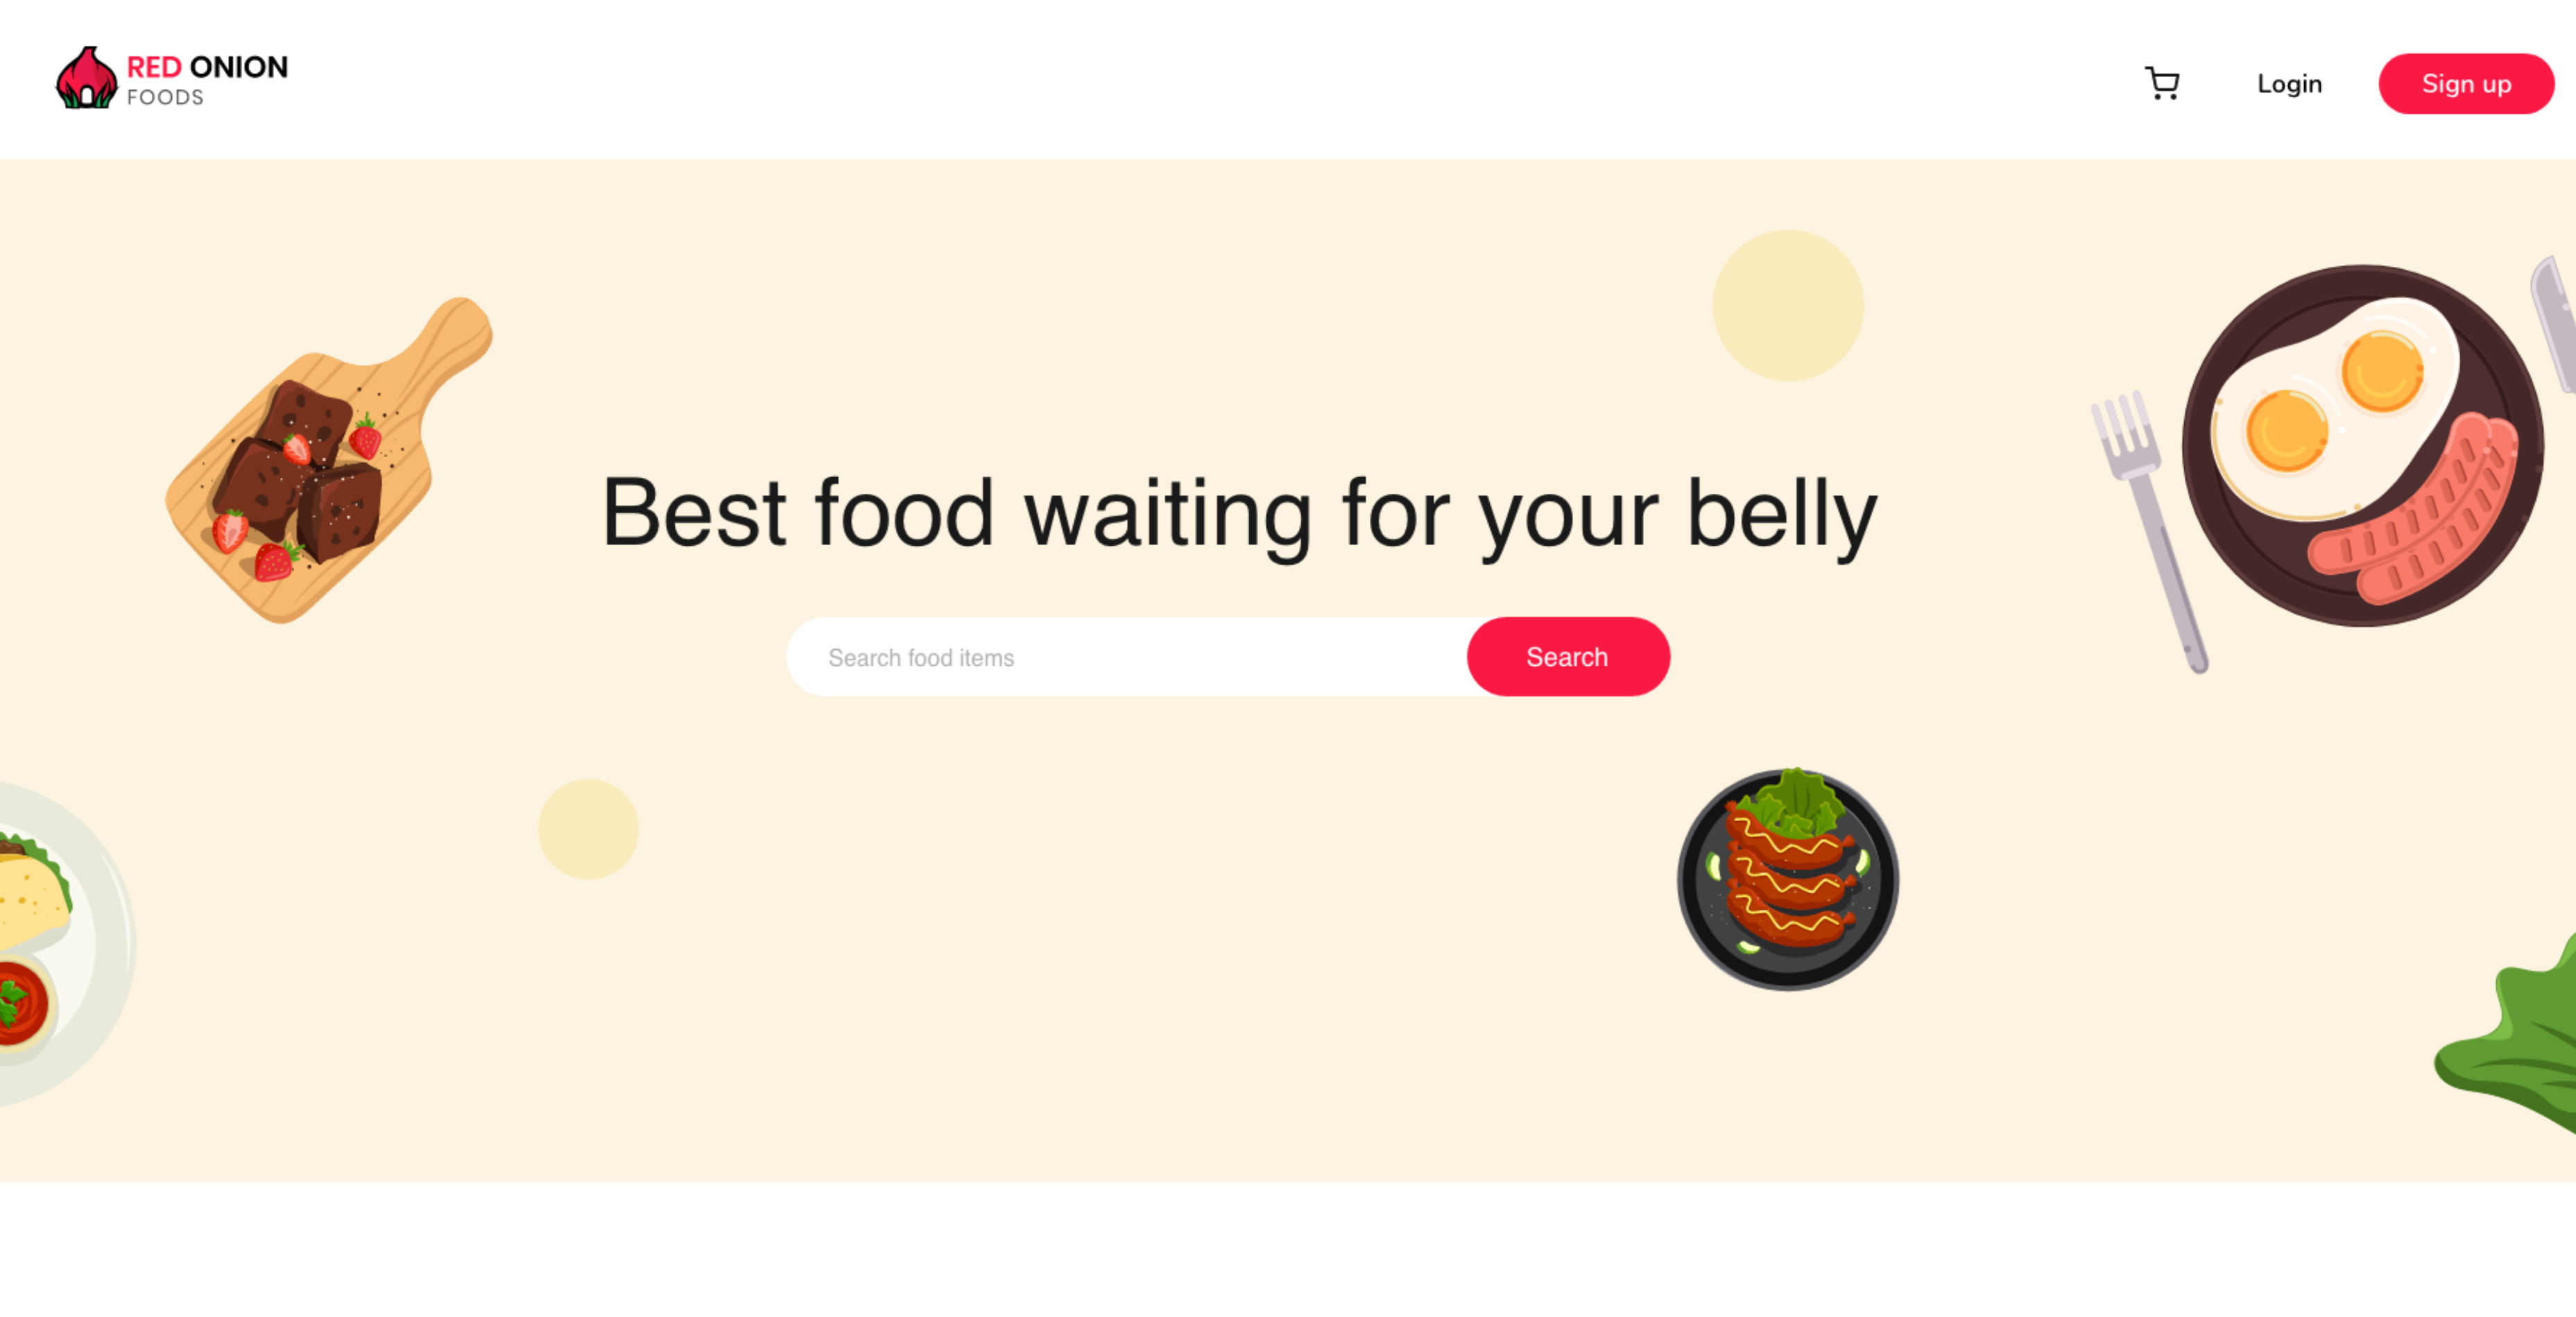 RED ONION
FOODS
Login
Sign up
Best food waiting for your belly
Search food items
Search